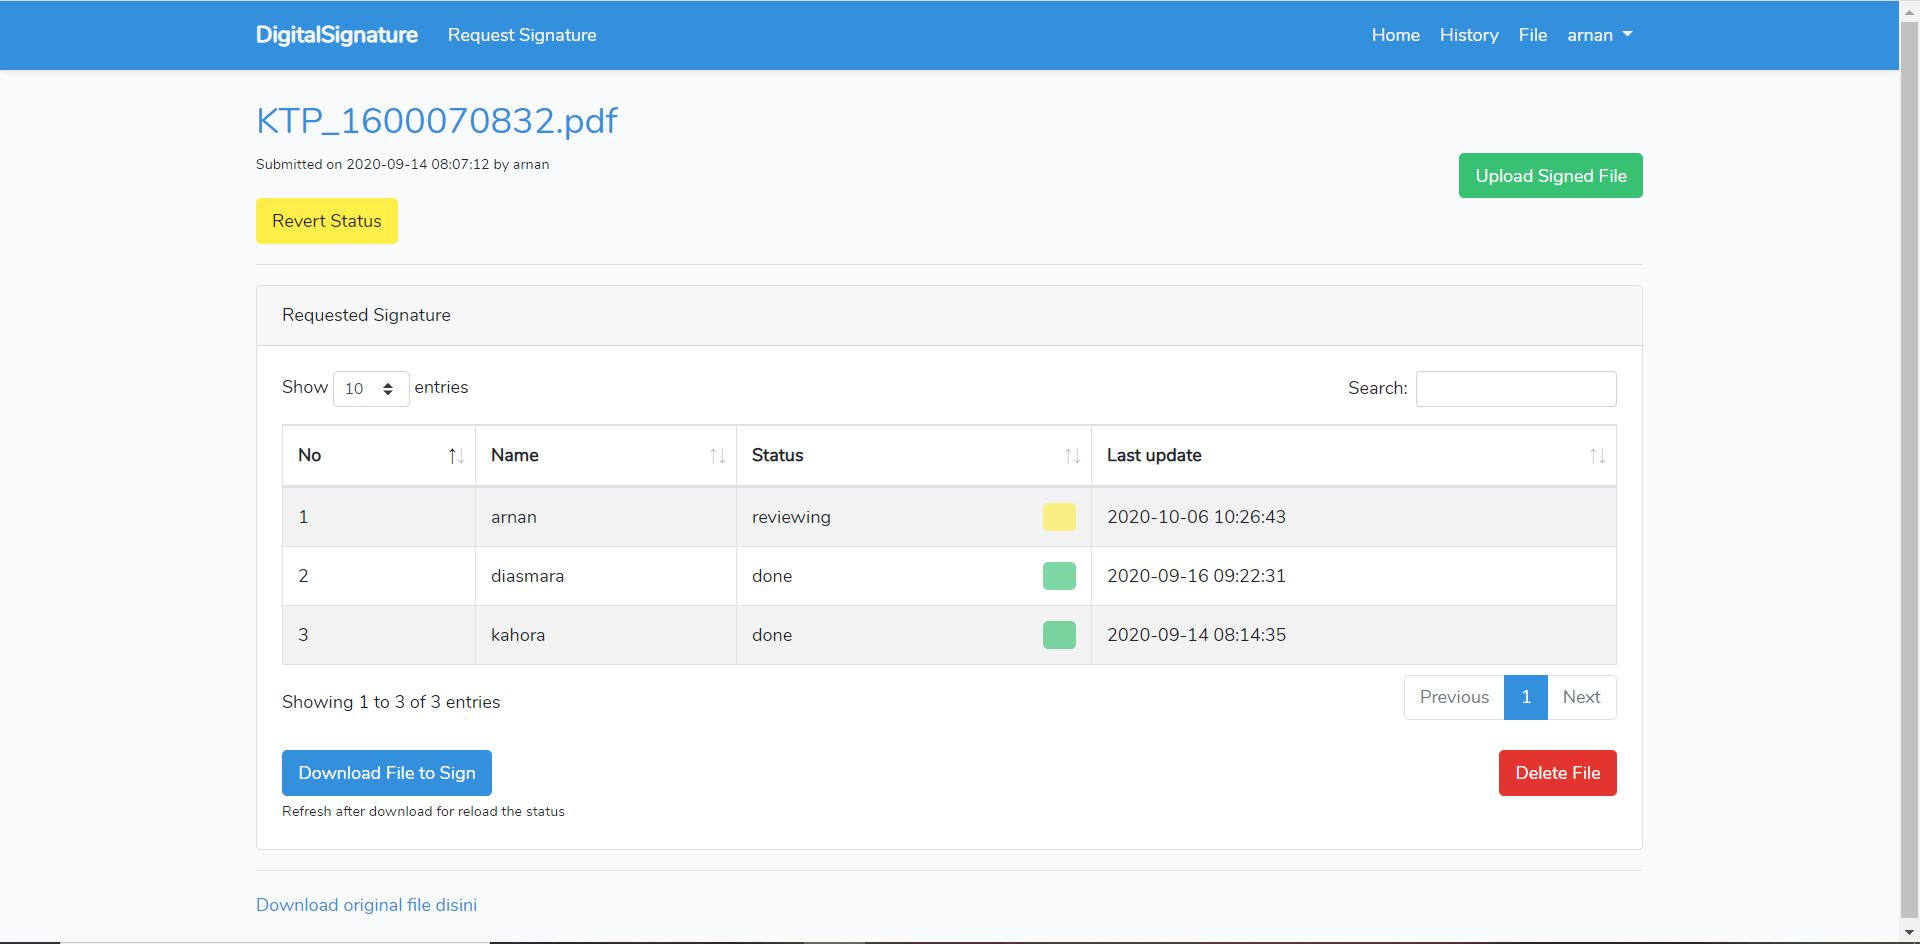 DigitalSignature Request Signature Home History File arnan
KTP_1600070832.pdf
Submitted on 2020-09-14 08:07:12 by arnan
Upload Signed File
Revert Status
Requested Signature
Show 10 entries Search:
No Name Status Last update
1 arnan reviewing 2020-10-06 10:26:43
2 diasmara done 2020-09-16 09:22:31
3 kahora done 2020-09-14 08:14:35
Showing 1 to 3 of 3 entries Previous 1 Next
Download File to Sign Delete File
Refresh after download for reload the status
Download original file disini